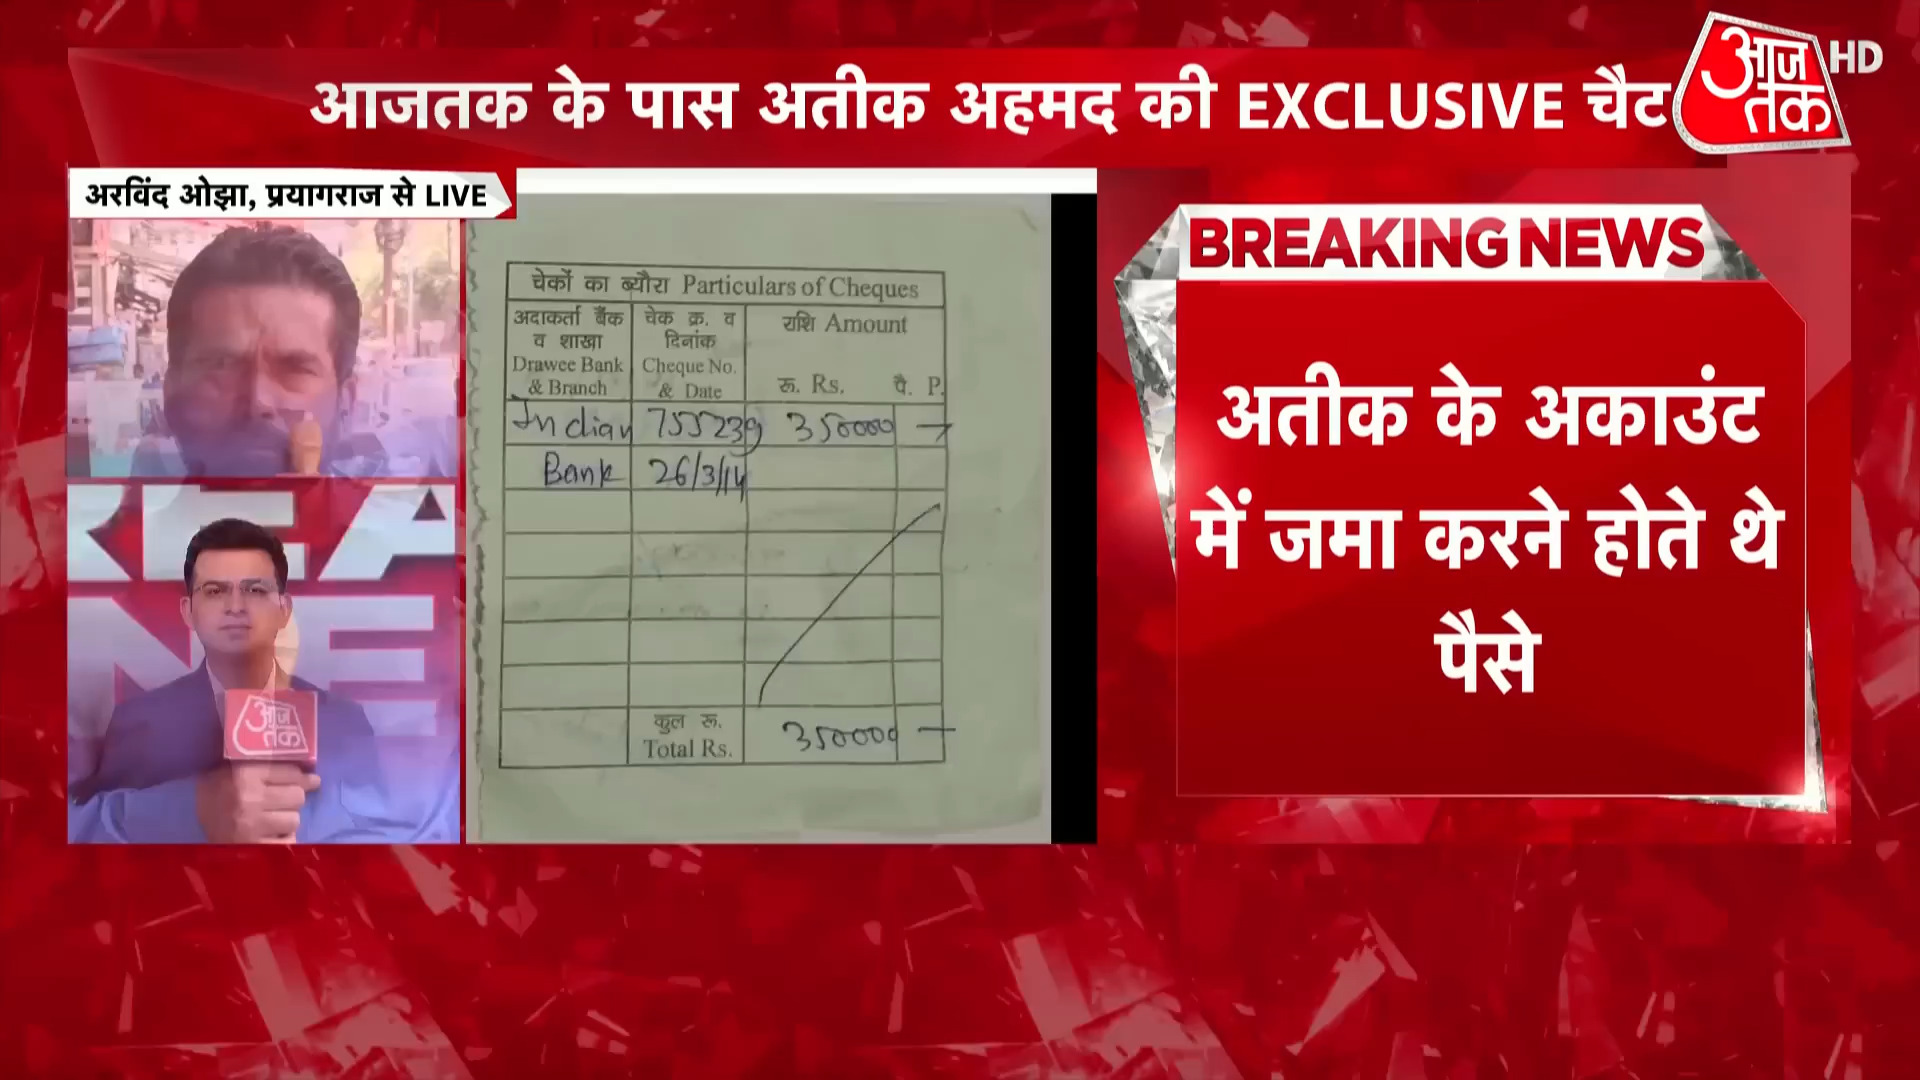 आजतक के पास अतीक अहमद की EXCLUSIVE चैट
आज
तक
HD
अरविंद ओझा, प्रयागराज से LIVE
BREAKING NEWS
अतीक के अकाउंट
में जमा करने होते थे
पैसे
चेकों का ब्यौरा Particulars of Cheques
अदाकर्ता बैंक
व शाखा
Drawee Bank
& Branch
चेक क्र. व
दिनांक
Cheque No.
& Date
राशि Amount
रू. Rs.
पै. P.
Indian 755239 350000
Bank 26/3/14
कुल रू.
Total Rs.
350000
REA
NE
आज
तक